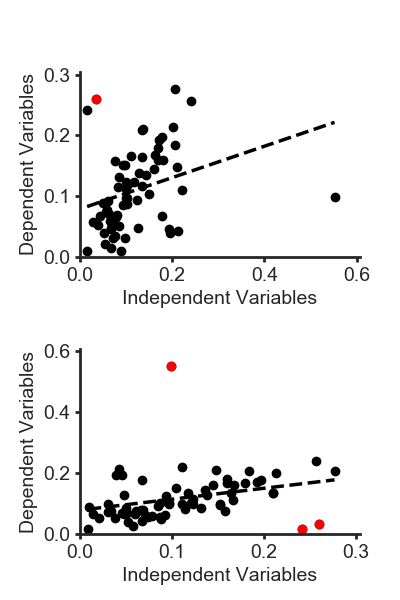 0.3
0.2
0.1
0.0
Dependent Variables
0.0 0.2 0.4 0.6
Independent Variables
0.6
0.4
0.2
0.0
Dependent Variables
0.0 0.1 0.2 0.3
Independent Variables